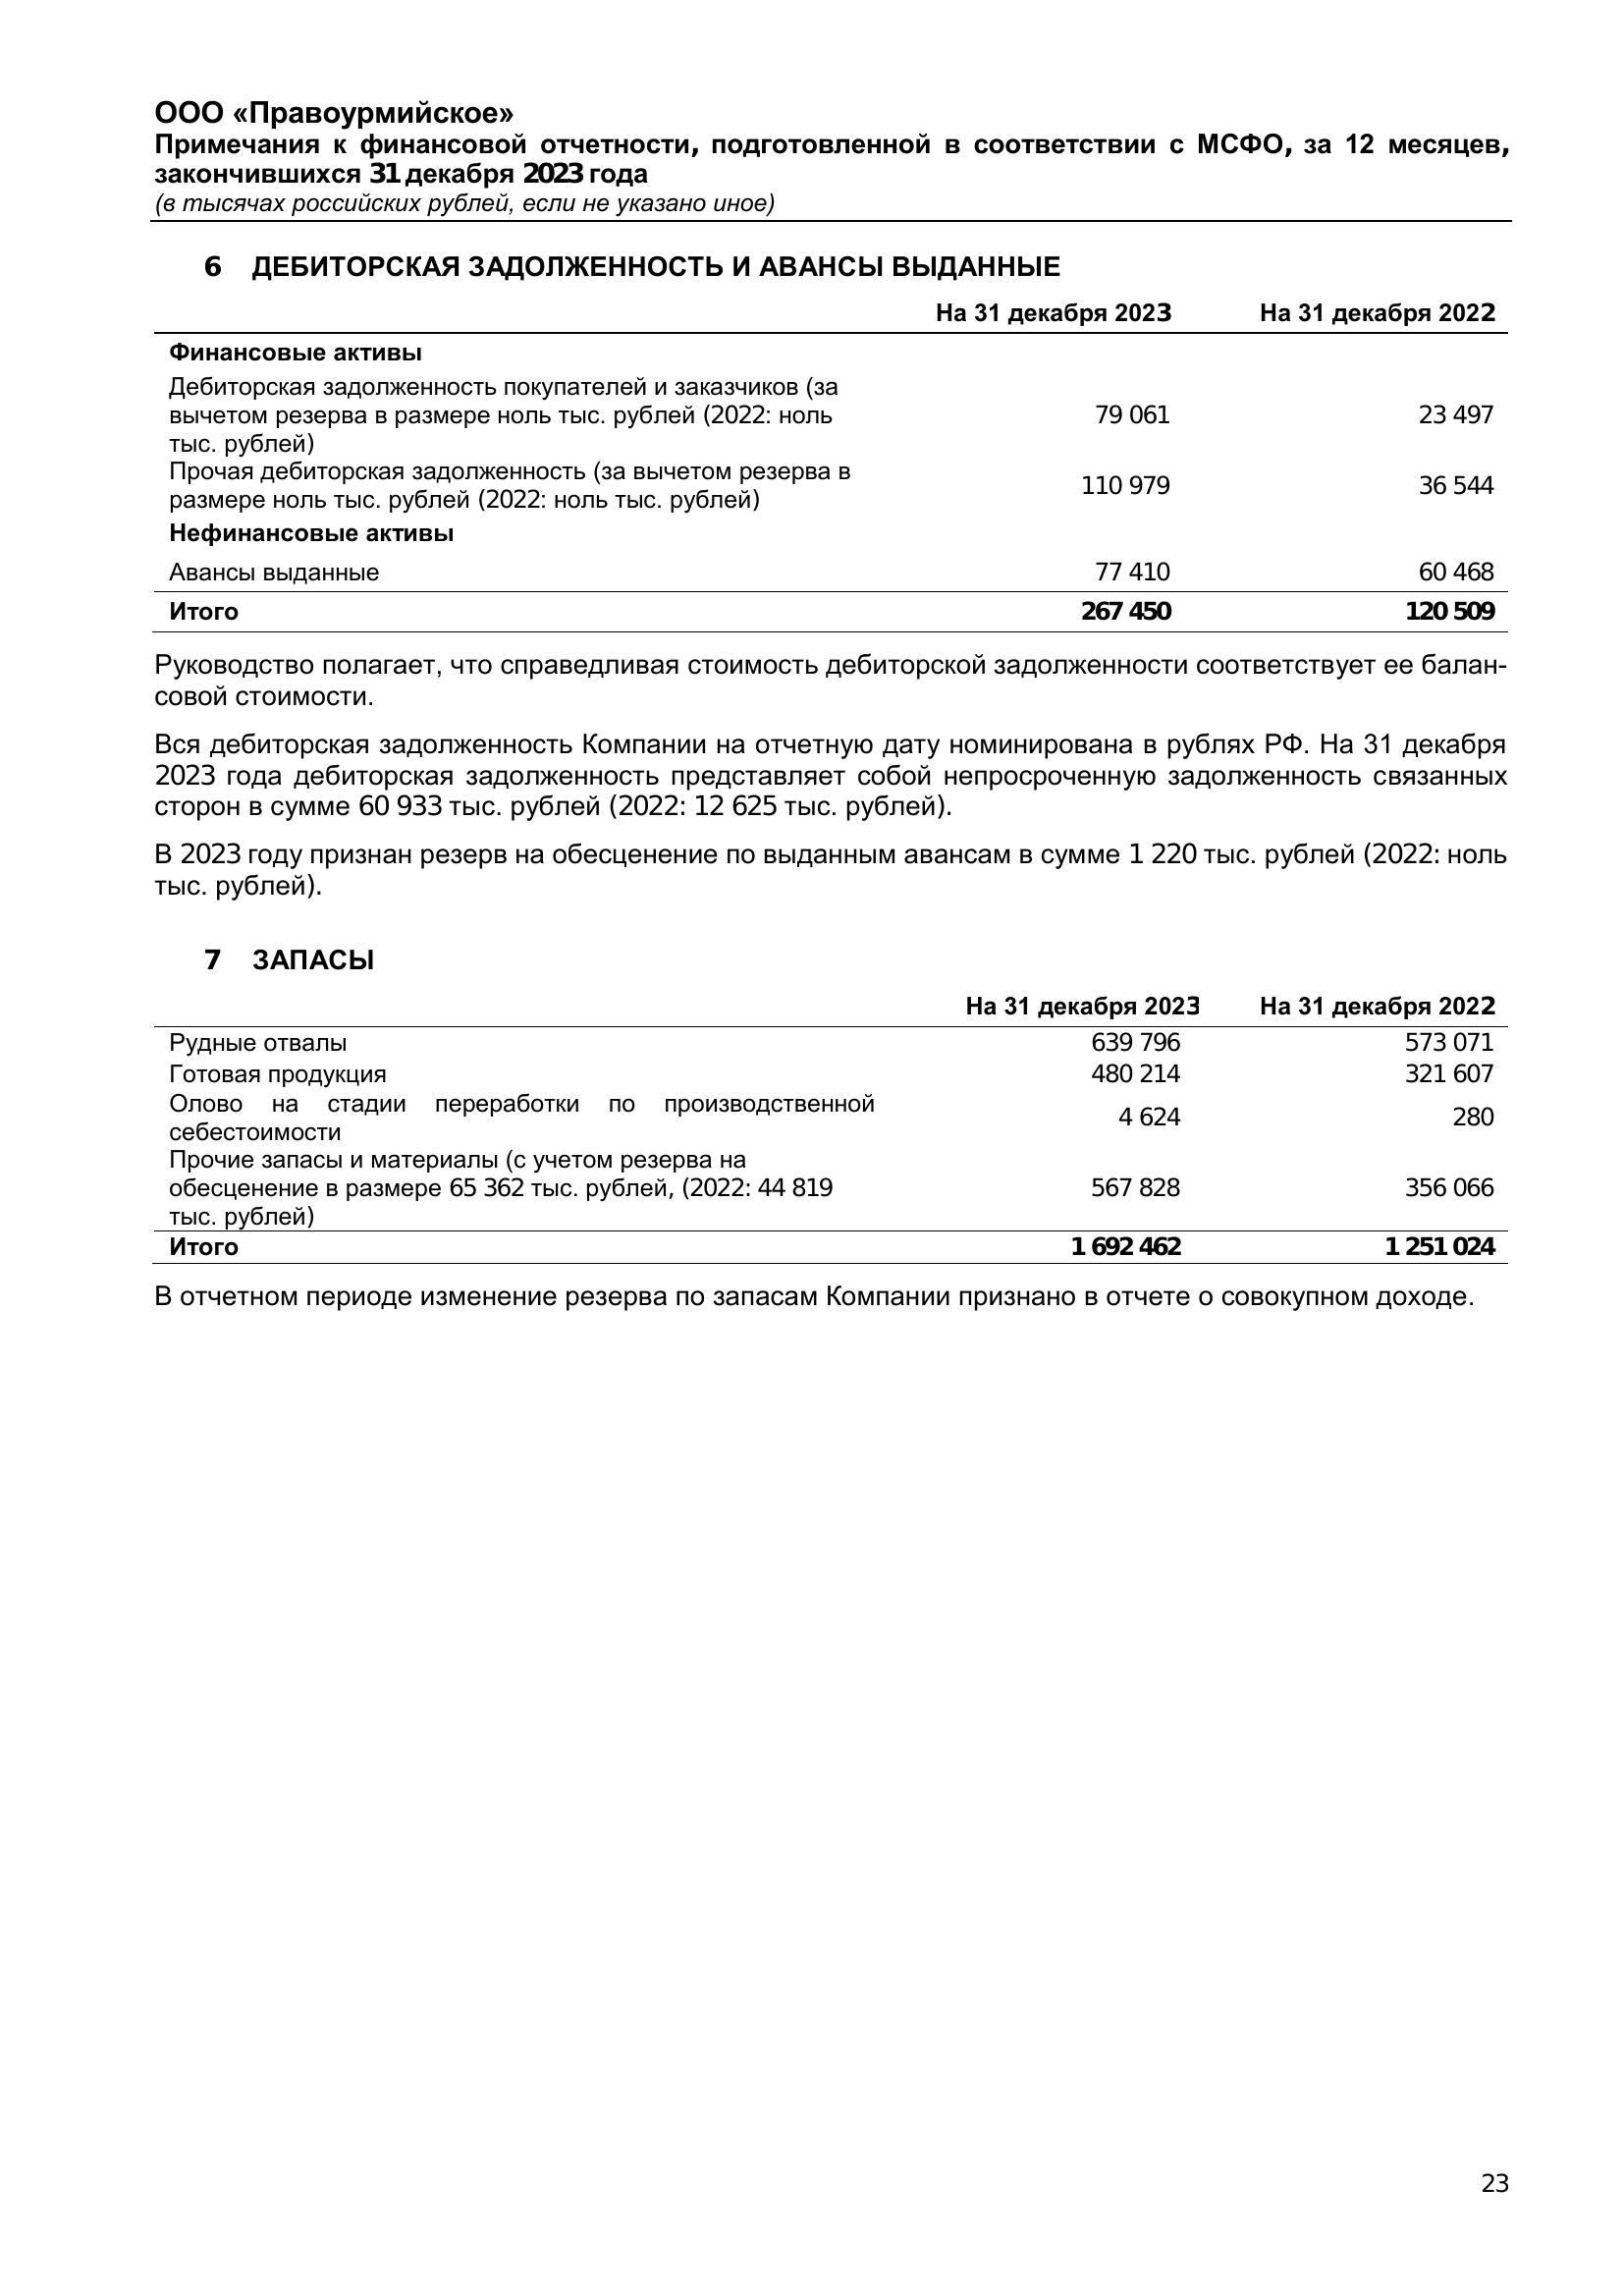 ООО «Правоурмийское»
Примечания к финансовой отчетности, подготовленной в соответствии с МСФО, за 12 месяцев,
закончившихся 31 декабря 2023 года
(в тысячах российских рублей, если не указано иное)
6 ДЕБИТОРСКАЯ ЗАДОЛЖЕННОСТЬ И АВАНСЫ ВЫДАННЫЕ
На 31 декабря 2023 На 31 декабря 2022
Финансовые активы
Дебиторская задолженность покупателей и заказчиков (за
вычетом резерва в размере ноль тыс. рублей (2022: ноль 79 061 23 497
тыс. рублей)
Прочая дебиторская задолженность (за вычетом резерва в
размере ноль тыс. рублей (2022: ноль тыс. рублей) 110 979 36 544
Нефинансовые активы
Авансы выданные 77 410 60 468
Итого 267 450 120 509
Руководство полагает, что справедливая стоимость дебиторской задолженности соответствует ее балан-
совой стоимости.
Вся дебиторская задолженность Компании на отчетную дату номинирована в рублях РФ. На 31 декабря
2023 года дебиторская задолженность представляет собой непросроченную задолженность связанных
сторон в сумме 60 933 тыс. рублей (2022: 12 625 тыс. рублей).
В 2023 году признан резерв на обесценение по выданным авансам в сумме 1 220 тыс. рублей (2022: ноль
тыс. рублей).
7 ЗАПАСЫ
На 31 декабря 2023 На 31 декабря 2022
Рудные отвалы 639 796 573 071
Готовая продукция 480 214 321 607
Олово на стадии переработки по производственной
себестоимости 4 624 280
Прочие запасы и материалы (с учетом резерва на
обесценение в размере 65 362 тыс. рублей, (2022: 44 819 567 828 356 066
тыс. рублей)
Итого 1 692 462 1 251 024
В отчетном периоде изменение резерва по запасам Компании признано в отчете о совокупном доходе.
23